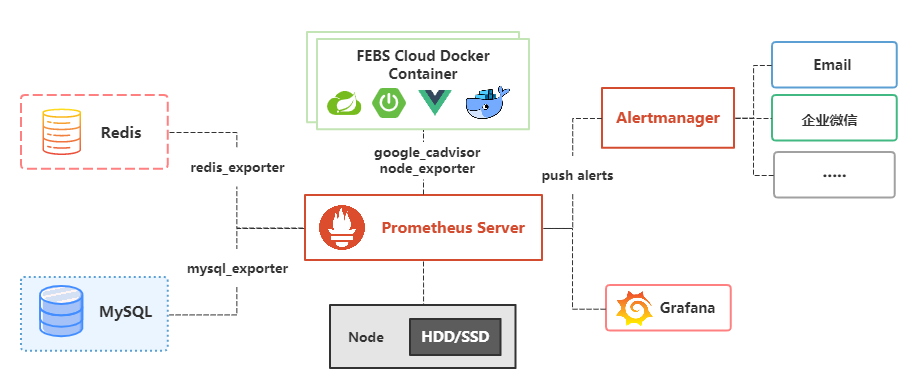 FEBS Cloud Docker
Container
Redis
redis_exporter
google_cadvisor
node_exporter
Prometheus Server
mysql_exporter
MySQL
Node
HDD/SSD
push alerts
Alertmanager
Email
企业微信
.....
Grafana